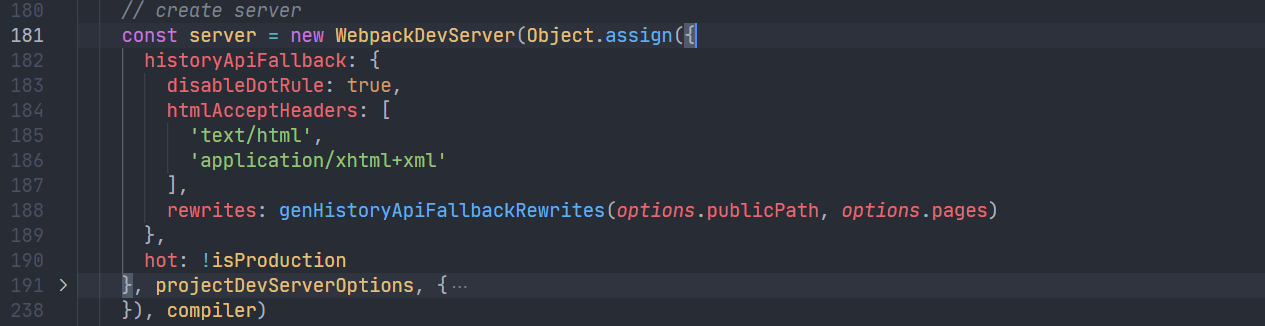 180 // create server
181 const server = new WebpackDevServer(Object.assign({
182 historyApiFallback: {
183 disableDotRule: true,
184 htmlAcceptHeaders: [
185 'text/html',
186 'application/xhtml+xml'
187 ],
188 rewrites: genHistoryApiFallbackRewrites(options.publicPath, options.pages)
189 },
190 hot: !isProduction
191 }, projectDevServerOptions, {···
238 }), compiler)